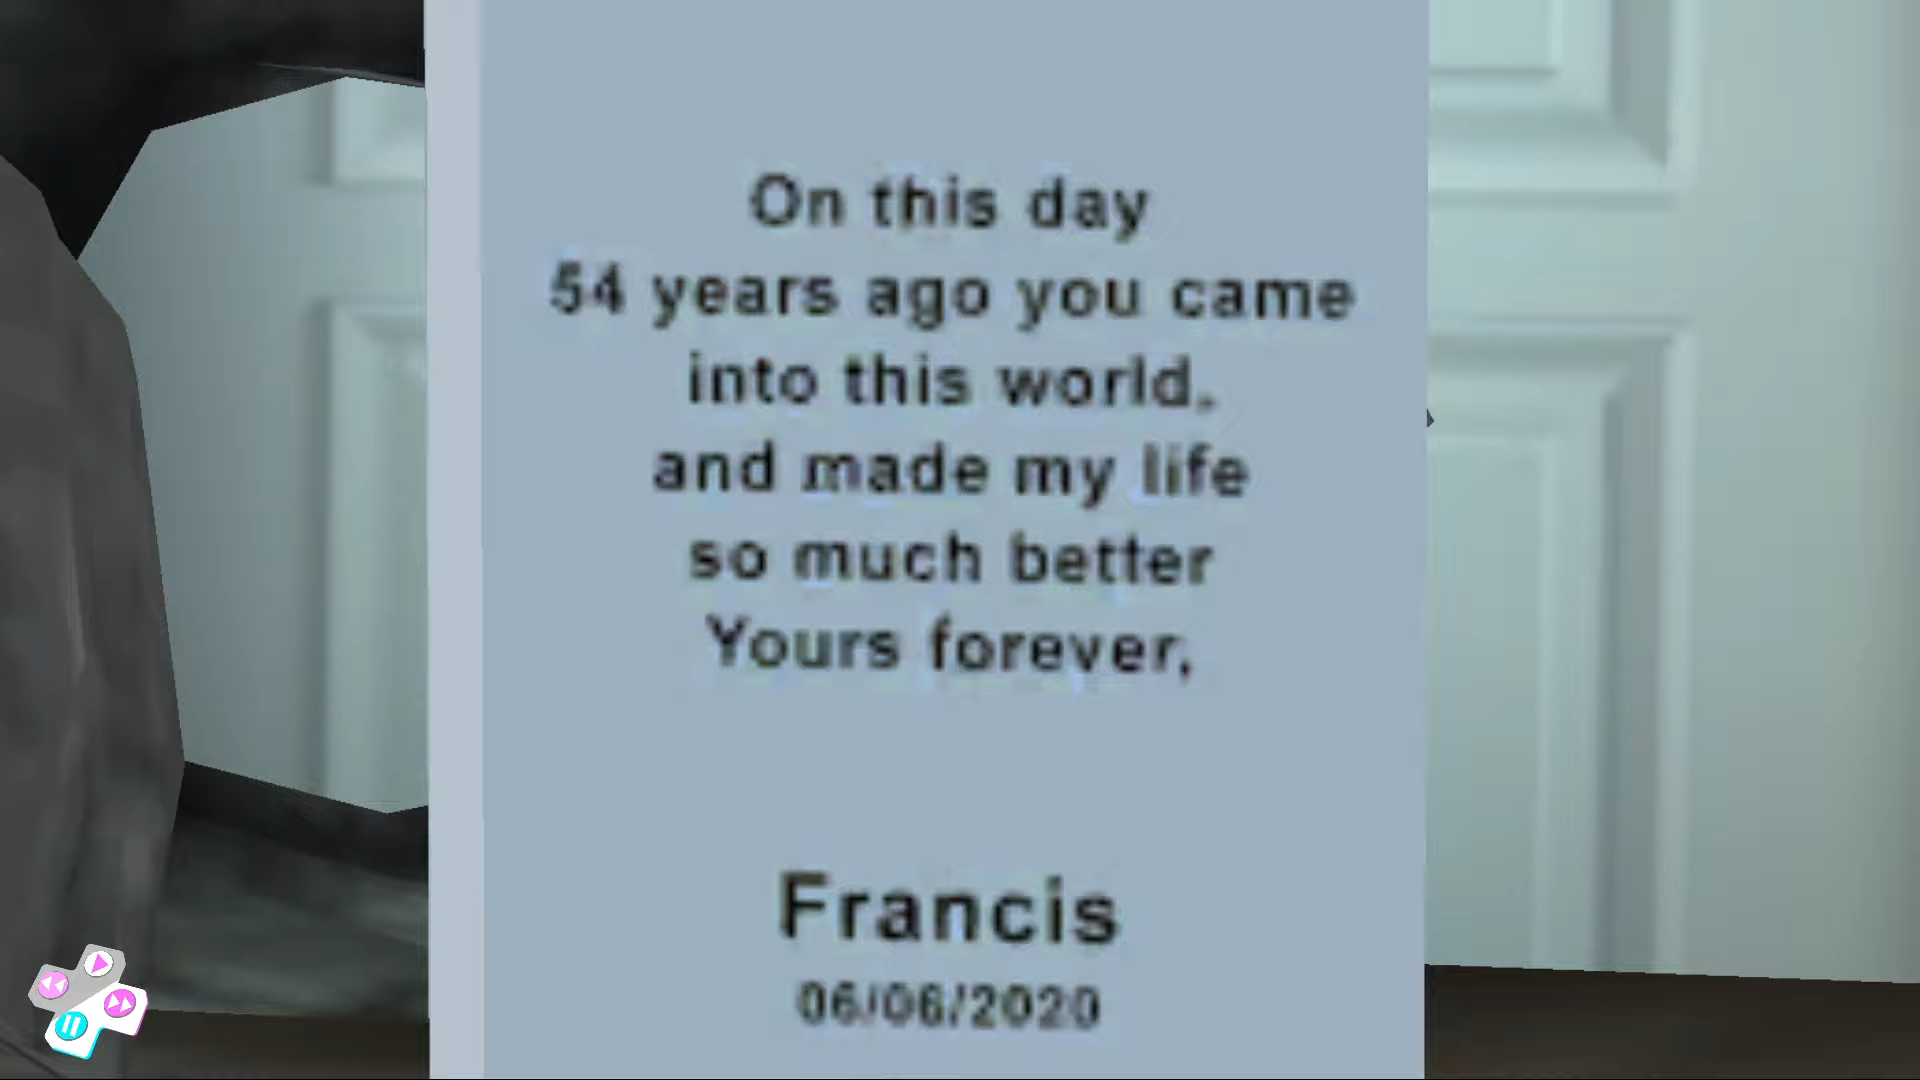 On this day
54 years ago you came
into this world.
and made my life
so much better
Yours forever,
Francis
06/06/2020